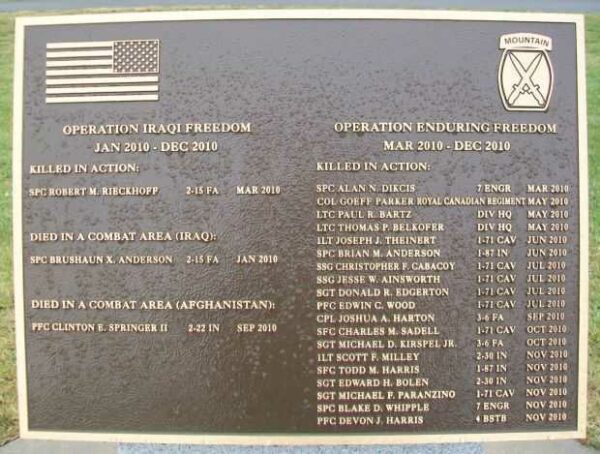 MOUNTAIN
OPERATION IRAQI FREEDOM
JAN 2010 - DEC 2010
KILLED IN ACTION:
SPC ROBERT M. RIECKHOFF 2-15 FA MAR 2010
DIED IN A COMBAT AREA (IRAQ):
SPC BRUSHAUN X. ANDERSON 2-15 FA JAN 2010
DIED IN A COMBAT AREA (AFGHANISTAN):
PFC CLINTON E. SPRINGER II 2-22 IN SEP 2010
OPERATION ENDURING FREEDOM
MAR 2010 - DEC 2010
KILLED IN ACTION:
SPC ALAN N. DIKCIS 7 ENGR MAR 2010
COL GOEFF PARKER ROYAL CANADIAN REGIMENT MAY 2010
LTC PAUL R. BARTZ DIV HQ MAY 2010
LTC THOMAS P. BELKOFER DIV HQ MAY 2010
1LT JOSEPH J. THEINERT 1-71 CAV JUN 2010
SPC BRIAN M. ANDERSON 1-87 IN JUN 2010
SSG CHRISTOPHER F. CABACOY 1-71 CAV JUL 2010
SSG JESSE W. AINSWORTH 1-71 CAV JUL 2010
SGT DONALD R. EDGERTON 1-71 CAV JUL 2010
PFC EDWIN C. WOOD 1-71 CAV JUL 2010
CPL JOSHUA A. HARTON 3-6 FA SEP 2010
SFC CHARLES M. SADELL 1-71 CAV OCT 2010
SGT MICHAEL D. KIRSPEL JR. 3-6 FA OCT 2010
1LT SCOTT F. MILLEY 2-30 IN NOV 2010
SFC TODD M. HARRIS 1-87 IN NOV 2010
SGT EDWARD H. BOLEN 2-30 IN NOV 2010
SGT MICHAEL F. PARANZINO 1-71 CAV NOV 2010
SPC BLAKE D. WHIPPLE 7 ENGR NOV 2010
PFC DEVON J. HARRIS 4 BSTB NOV 2010